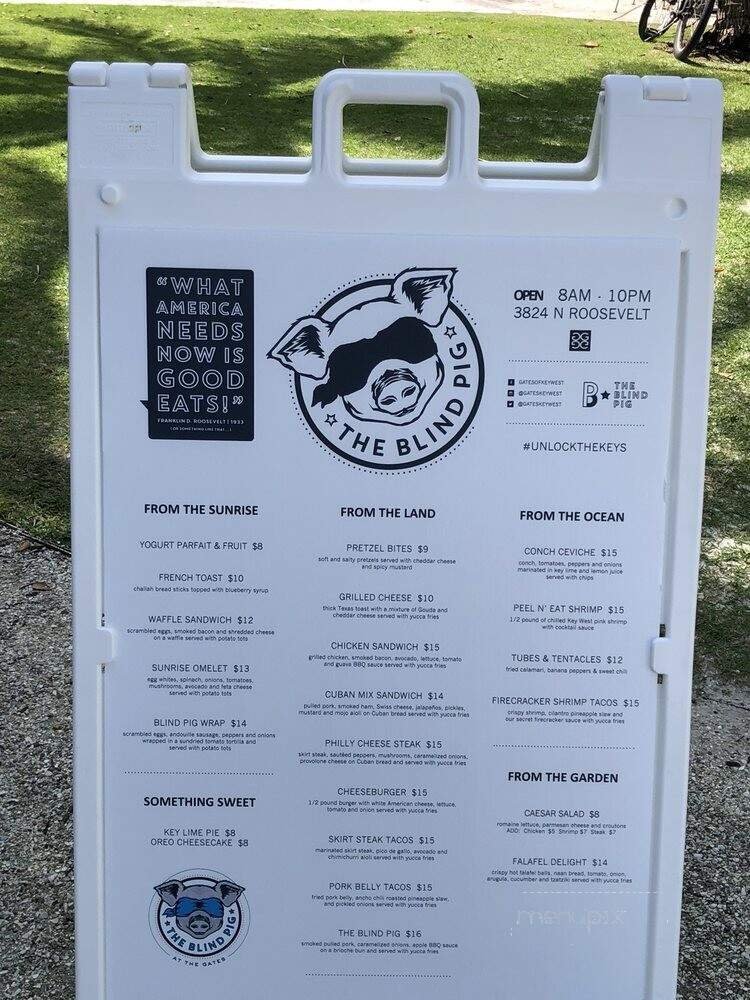 "WHAT
AMERICA
NEEDS
NOW IS
GOOD
EATS!"
FRANKLIN D. ROOSEVELT | 1933
(OR SOMETHING LIKE THAT...)
THE BLIND PIG
OPEN 8AM - 10PM
3824 N ROOSEVELT
GATESOFKEYWEST
@GATESKEYWEST
@GATESKEYWEST
B
THE
BLIND
PIG
#UNLOCKTHEKEYS
FROM THE SUNRISE
YOGURT PARFAIT & FRUIT $8
FRENCH TOAST $10
challah bread sticks topped with blueberry syrup
WAFFLE SANDWICH $12
scrambled eggs, smoked bacon and shredded cheese
on a waffle served with potato tots
SUNRISE OMELET $13
egg whites, spinach, onions, tomatoes,
mushrooms, avocado and feta cheese
served with potato tots
BLIND PIG WRAP $14
scrambled eggs, andouille sausage, peppers and onions
wrapped in a sundried tomato tortilla and
served with potato tots
SOMETHING SWEET
KEY LIME PIE $8
OREO CHEESECAKE $8
THE BLIND PIG
AT THE GATES
FROM THE LAND
PRETZEL BITES $9
soft and salty pretzels served with cheddar cheese
and spicy mustard
GRILLED CHEESE $10
thick Texas toast with a mixture of Gouda and
cheddar cheese served with yucca fries
CHICKEN SANDWICH $15
grilled chicken, smoked bacon, avocado, lettuce, tomato
and guava BBQ sauce served with yucca fries
CUBAN MIX SANDWICH $14
pulled pork, smoked ham, Swiss cheese, jalapeños, pickles,
mustard and mojo aioli on Cuban bread served with yucca fries
PHILLY CHEESE STEAK $15
skirt steak, sautéed peppers, mushrooms, caramelized onions,
provolone cheese on Cuban bread and served with yucca fries
CHEESEBURGER $15
1/2 pound burger with white American cheese, lettuce,
tomato and onion served with yucca fries
SKIRT STEAK TACOS $15
marinated skirt steak, pico de gallo, avocado and
chimichurri aioli served with yucca fries
PORK BELLY TACOS $15
fried pork belly, ancho chili roasted pineapple slaw,
and pickled onions served with yucca fries
THE BLIND PIG $16
smoked pulled pork, caramelized onions, apple BBQ sauce
on a brioche bun and served with yucca fries
FROM THE OCEAN
CONCH CEVICHE $15
conch, tomatoes, peppers and onions
marinated in key lime and lemon juice
served with chips
PEEL N' EAT SHRIMP $15
1/2 pound of chilled Key West pink shrimp
with cocktail sauce
TUBES & TENTACLES $12
fried calamari, banana peppers & sweet chili
FIRECRACKER SHRIMP TACOS $15
crispy shrimp, cilantro pineapple slaw and
our secret firecracker sauce with yucca fries
FROM THE GARDEN
CAESAR SALAD $8
romaine lettuce, parmesan cheese and croutons
ADD: Chicken $5 Shrimp $7 Steak $7
FALAFEL DELIGHT $14
crispy hot falafel balls, naan bread, tomato, onion,
arugula, cucumber and tzatziki served with yucca fries
menupix